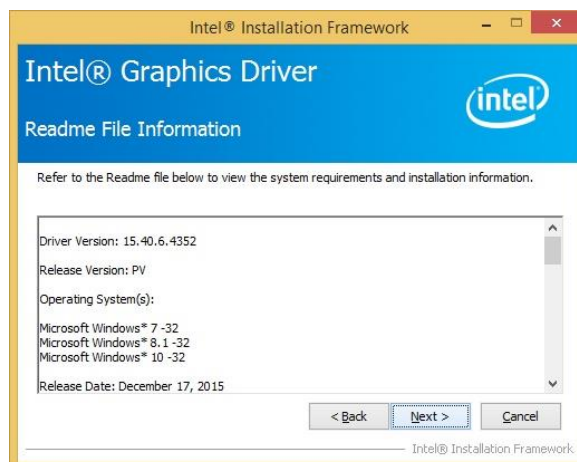 Intel® Installation Framework
Intel® Graphics Driver
intel
Readme File Information
Refer to the Readme file below to view the system requirements and installation information.
Driver Version: 15.40.6.4352
Release Version: PV
Operating System(s):
Microsoft Windows* 7 -32
Microsoft Windows* 8.1 -32
Microsoft Windows* 10 -32
Release Date: December 17, 2015
< Back Next > Cancel
Intel® Installation Framework